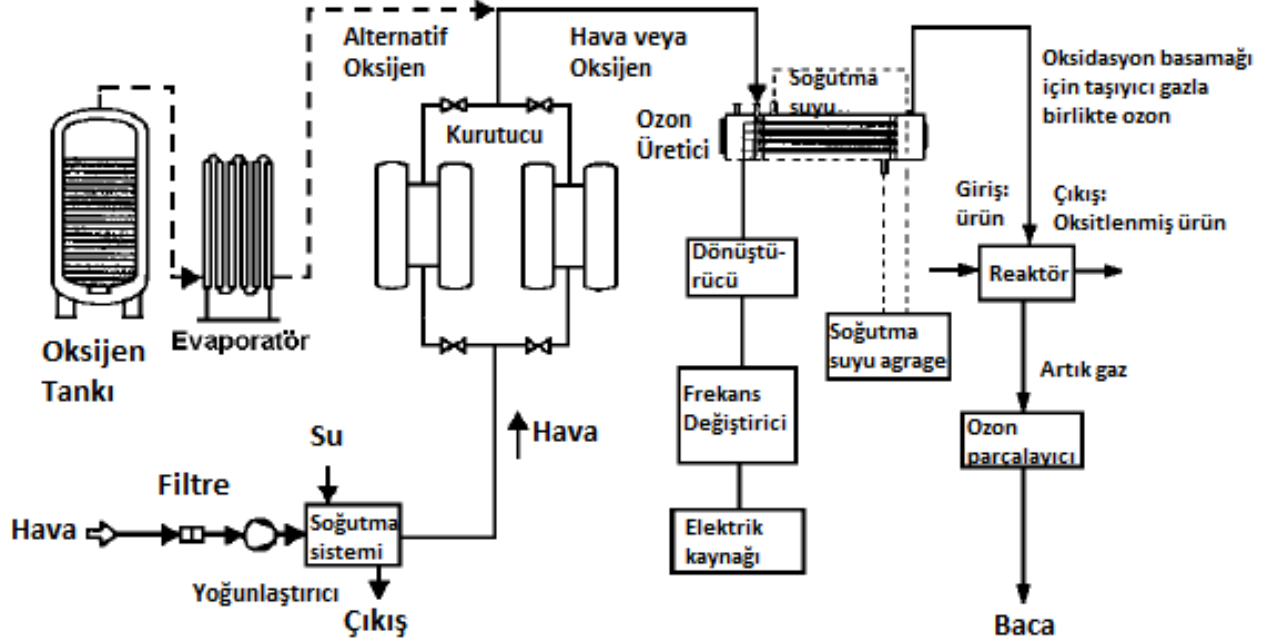 Alternatif
Oksijen
Hava veya
Oksijen
Soğutma
suyu..
Oksidasyon basamağı
için taşıyıcı gazla
birlikte ozon
Kurutucu
Ozon
Üretici
Giriş:
ürün
Çıkış:
Oksitlenmiş ürün
Dönüştü-
rücü
Reaktör
Oksijen
Tankı
Evaporatör
Soğutma
suyu agrage
Artık gaz
Frekans
Değiştirici
Hava
Su
Ozon
parçalayıcı
Filtre
Hava
Soğutma
sistemi
Elektrik
kaynağı
Yoğunlaştırıcı
Çıkış
Baca